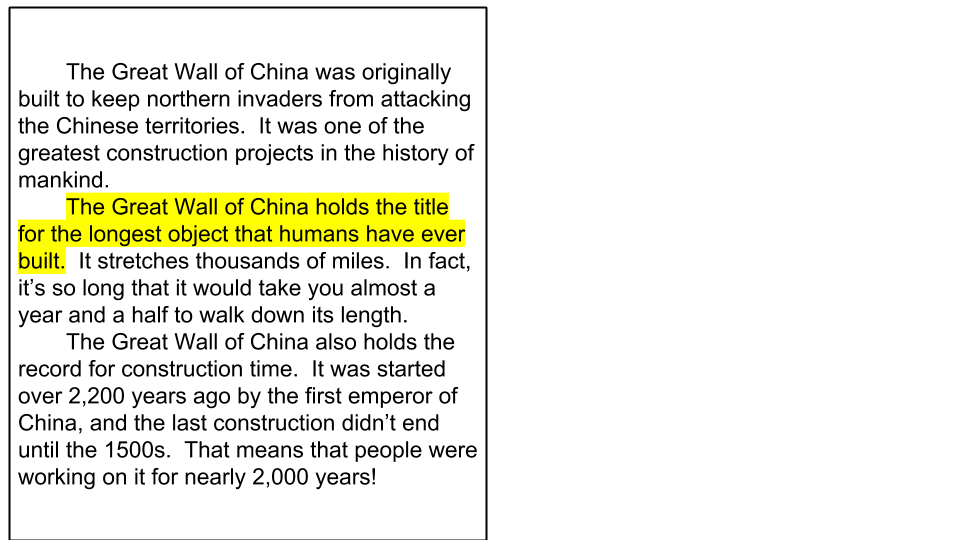 The Great Wall of China was originally
built to keep northern invaders from attacking
the Chinese territories.  It was one of the
greatest construction projects in the history of
mankind.
The Great Wall of China holds the title
for the longest object that humans have ever
built.  It stretches thousands of miles.  In fact,
it’s so long that it would take you almost a
year and a half to walk down its length.
The Great Wall of China also holds the
record for construction time.  It was started
over 2,200 years ago by the first emperor of
China, and the last construction didn’t end
until the 1500s.  That means that people were
working on it for nearly 2,000 years!